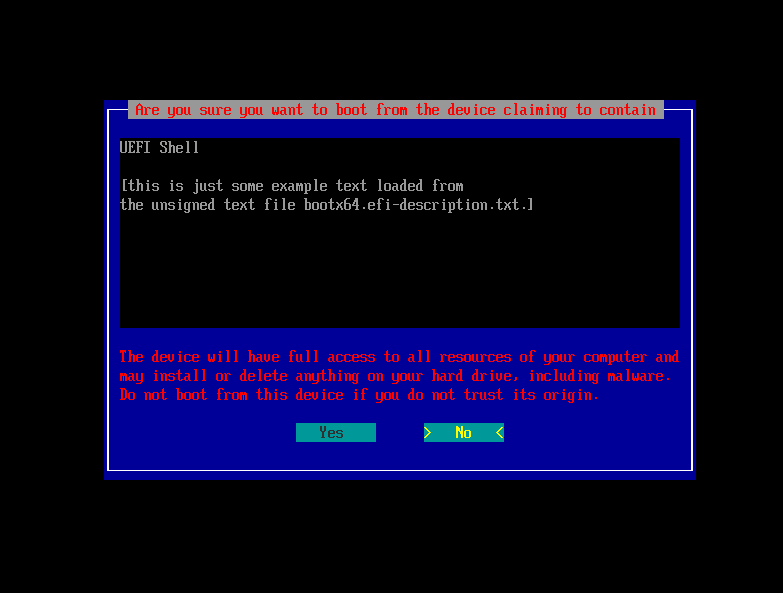 Are you sure you want to boot from the device claiming to contain
UEFI Shell
[this is just some example text loaded from
the unsigned text file bootx64.efi-description.txt.]
The device will have full access to all resources of your computer and
may install or delete anything on your hard drive, including malware.
Do not boot from this device if you do not trust its origin.
Yes > No <